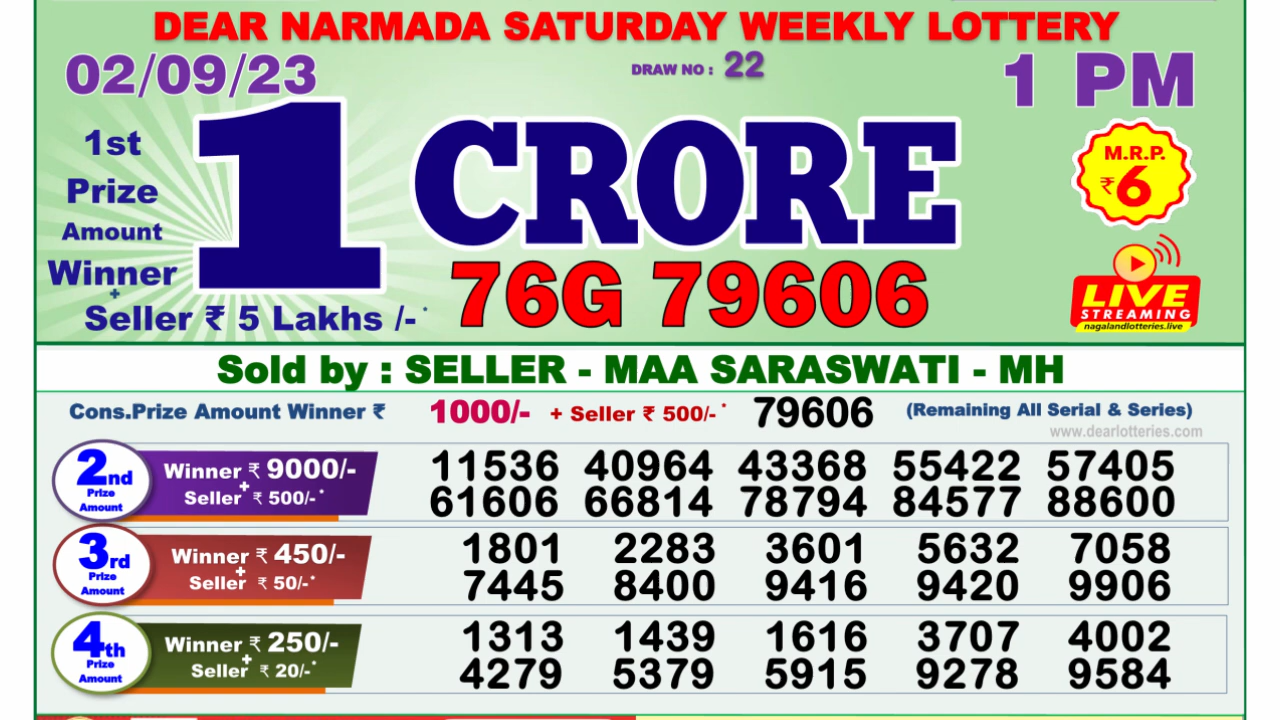 DEAR NARMADA SATURDAY WEEKLY LOTTERY
02/09/23
DRAW NO : 22
1 PM
1st
Prize
Amount
Winner
+
Seller ₹ 5 Lakhs /- *
1 CRORE
76G 79606
M.R.P.
₹6
LIVE
STREAMING
nagalandlotteries.live
Sold by : SELLER - MAA SARASWATI - MH
Cons.Prize Amount Winner ₹ 1000/- + Seller ₹ 500/- * 79606 (Remaining All Serial & Series)
www.dearlotteries.com
2nd
Prize
Amount
Winner ₹ 9000/-
+
Seller ₹ 500/- *
11536 40964 43368 55422 57405
61606 66814 78794 84577 88600
3rd
Prize
Amount
Winner ₹ 450/-
+
Seller ₹ 50/- *
1801 2283 3601 5632 7058
7445 8400 9416 9420 9906
4th
Prize
Amount
Winner ₹ 250/-
+
Seller ₹ 20/- *
1313 1439 1616 3707 4002
4279 5379 5915 9278 9584